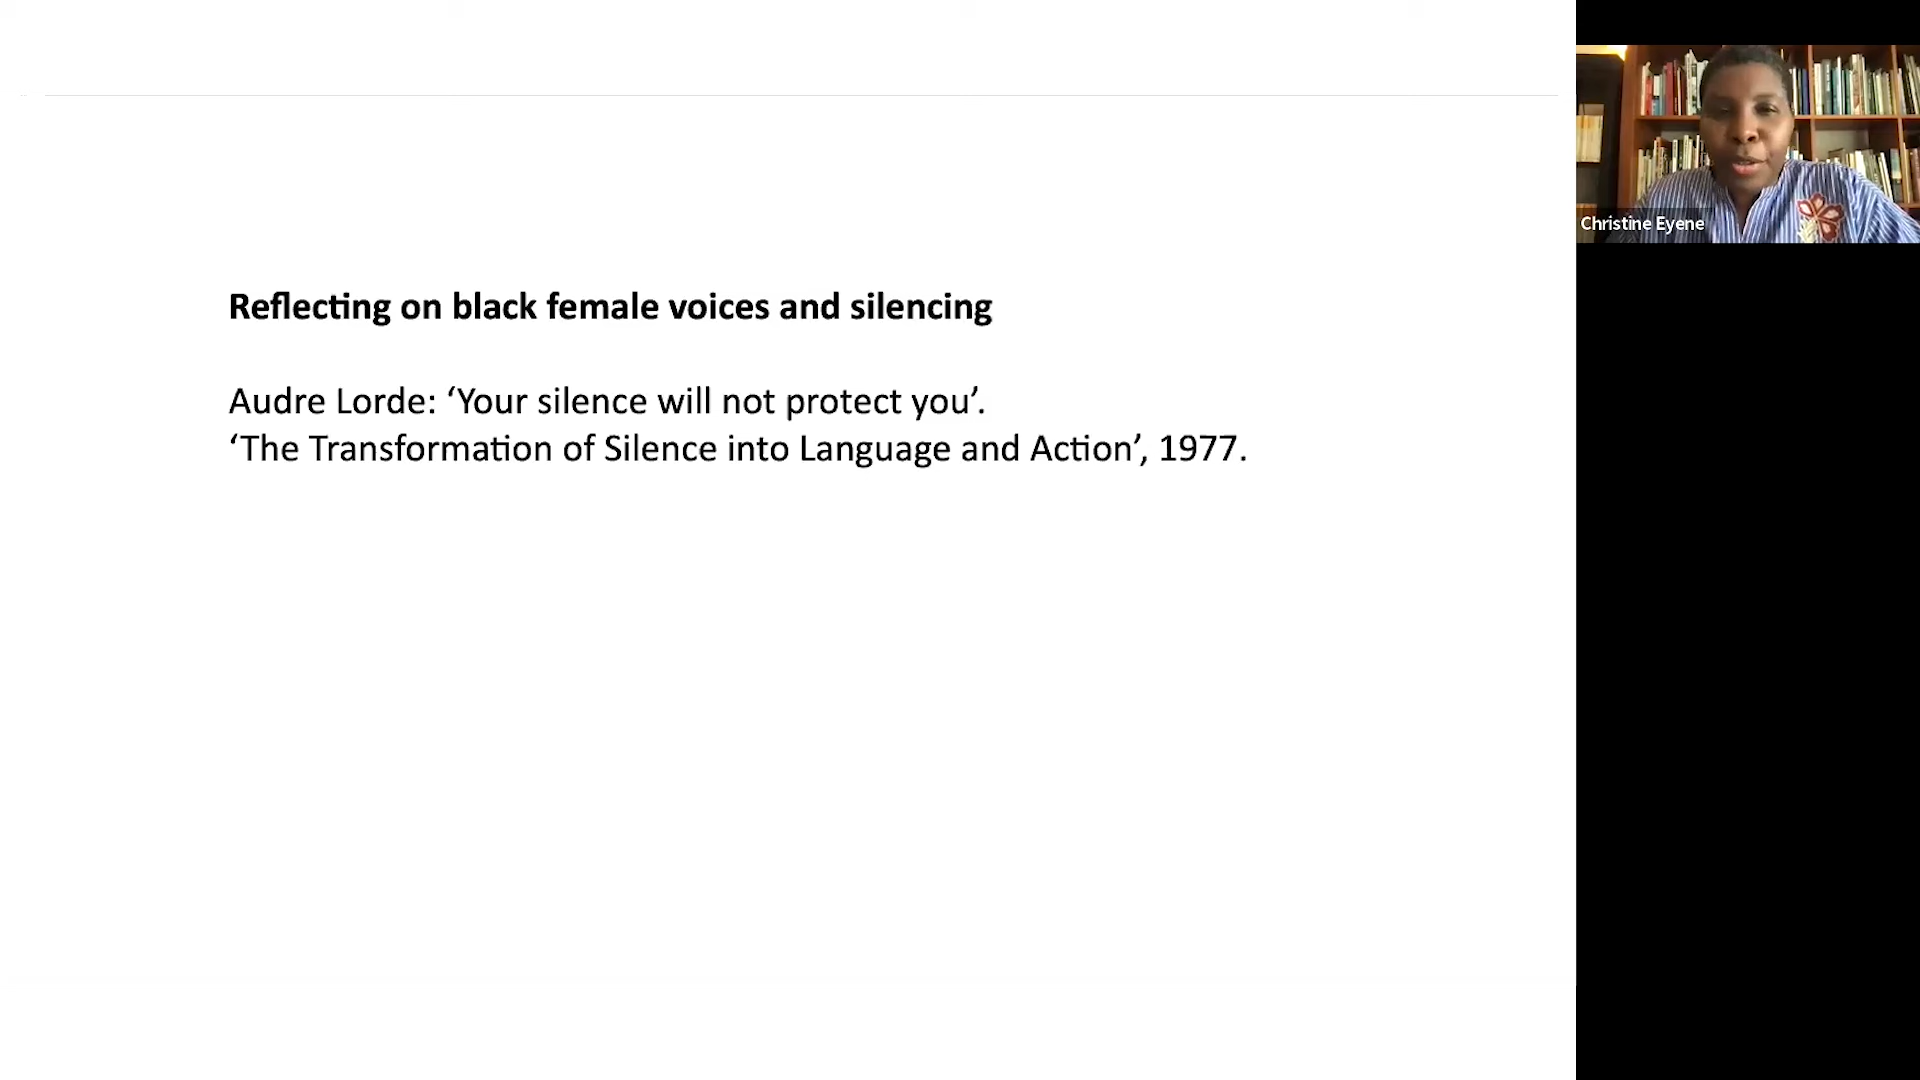 Reflecting on black female voices and silencing
Audre Lorde: ‘Your silence will not protect you’.
‘The Transformation of Silence into Language and Action’, 1977.
Christine Eyene